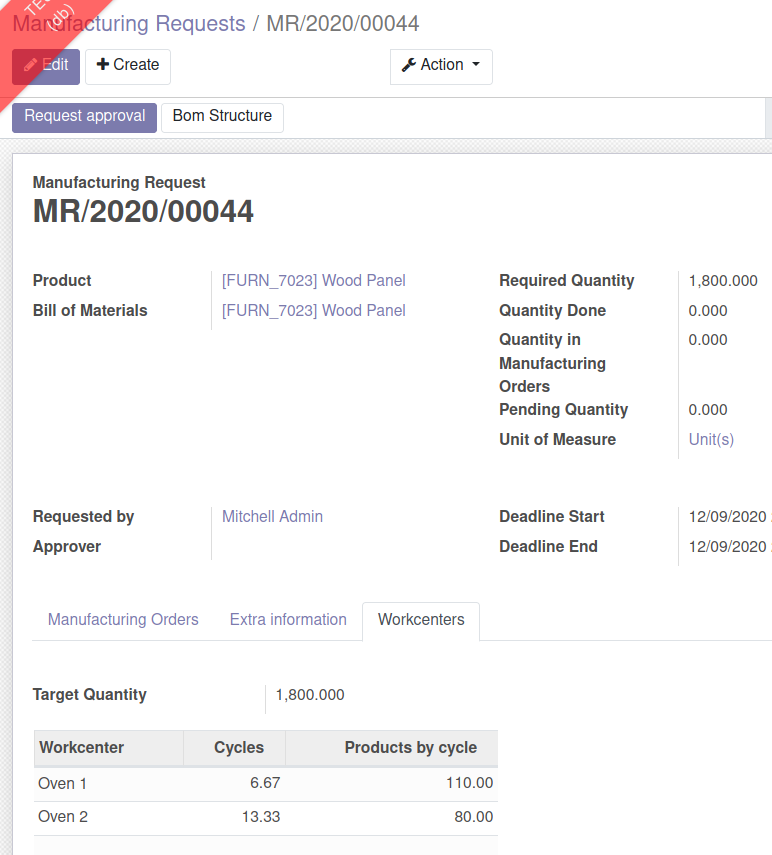 TES
(db)
Manufacturing Requests / MR/2020/00044
Edit
Create
Action
Request approval
Bom Structure
Manufacturing Request
MR/2020/00044
Product [FURN_7023] Wood Panel
Bill of Materials [FURN_7023] Wood Panel
Required Quantity 1,800.000
Quantity Done 0.000
Quantity in 0.000
Manufacturing
Orders
Pending Quantity 0.000
Unit of Measure Unit(s)
Requested by Mitchell Admin
Approver
Deadline Start 12/09/2020
Deadline End 12/09/2020
Manufacturing Orders Extra information Workcenters
Target Quantity 1,800.000
Workcenter Cycles Products by cycle
Oven 1 6.67 110.00
Oven 2 13.33 80.00